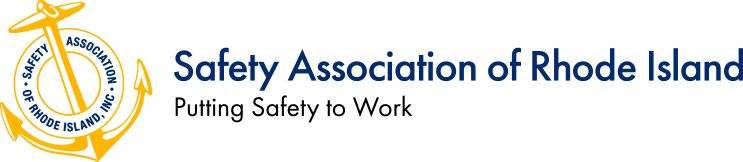 SAFETY ASSOCIATION
OF RHODE ISLAND, INC
Safety Association of Rhode Island
Putting Safety to Work